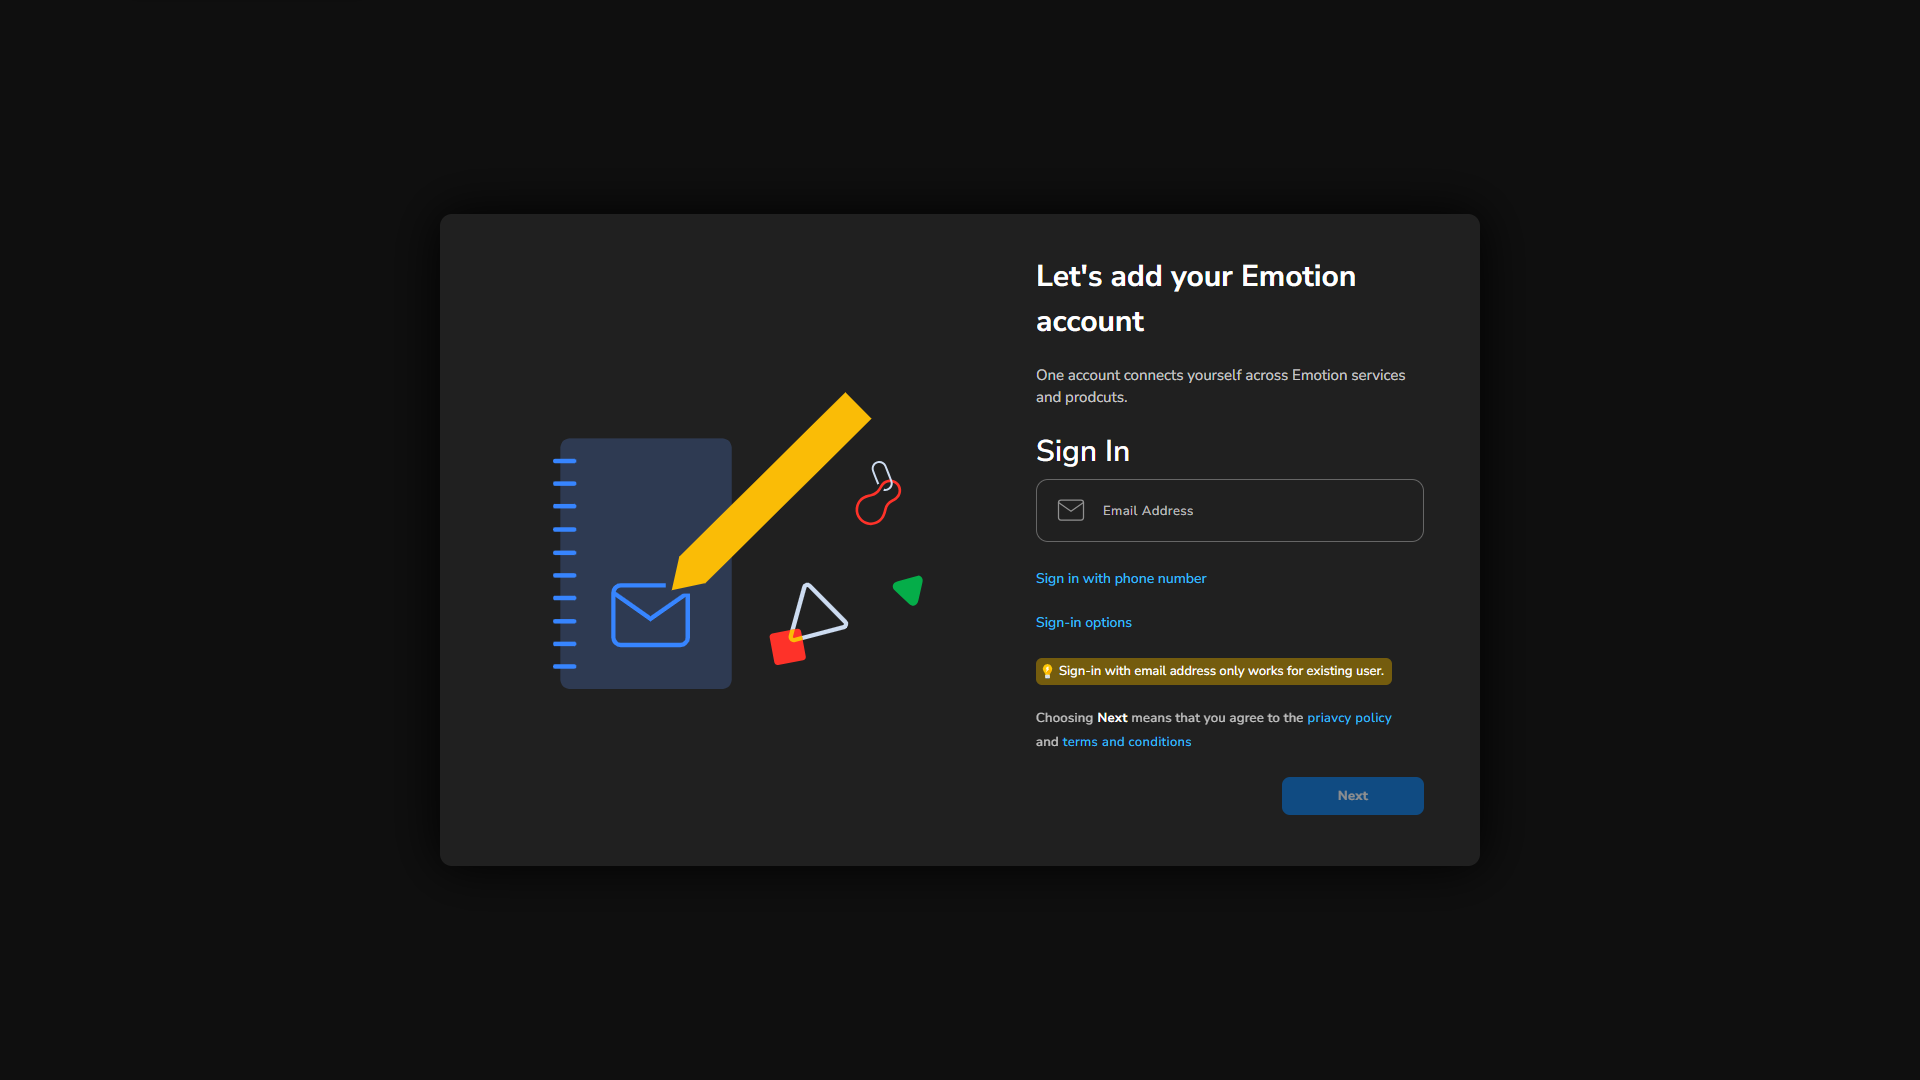 Let's add your Emotion
account
One account connects yourself across Emotion services
and prodcuts.
Sign In
Email Address
Sign in with phone number
Sign-in options
💡 Sign-in with email address only works for existing user.
Choosing Next means that you agree to the priavcy policy
and terms and conditions
Next